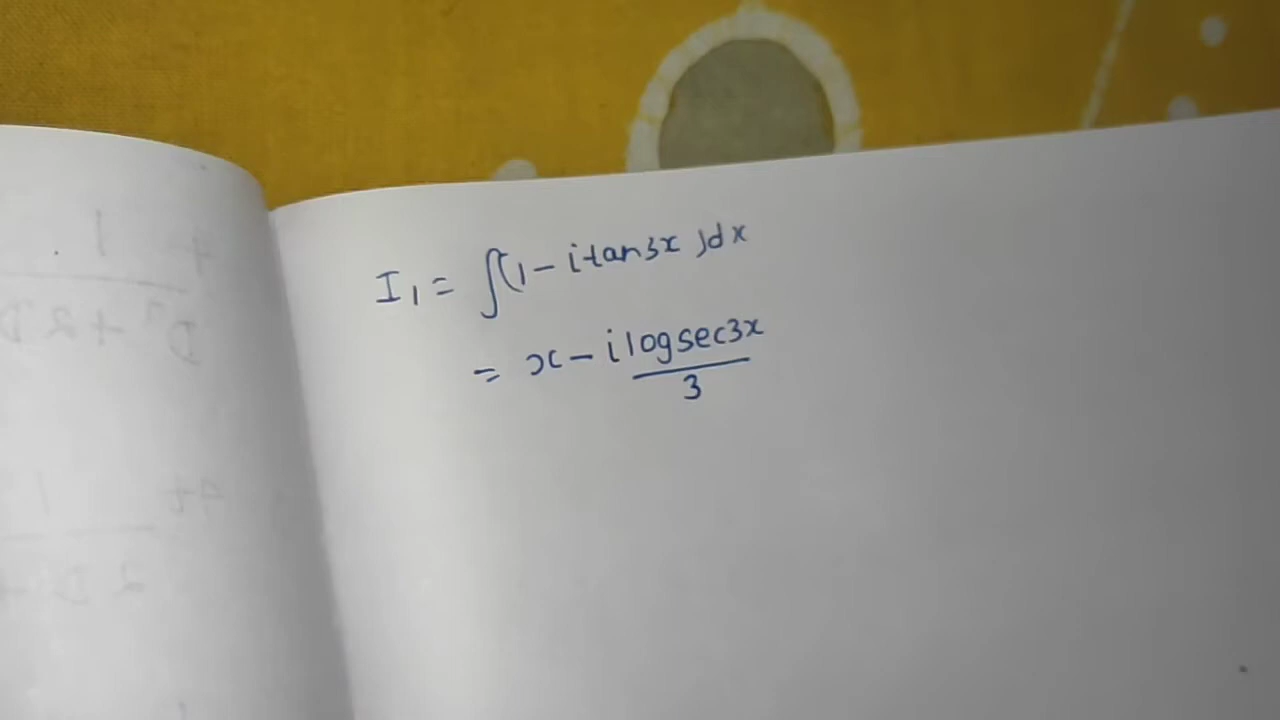 I₁ = ∫(1 - i tan3x )dx
= x - i log sec3x / 3